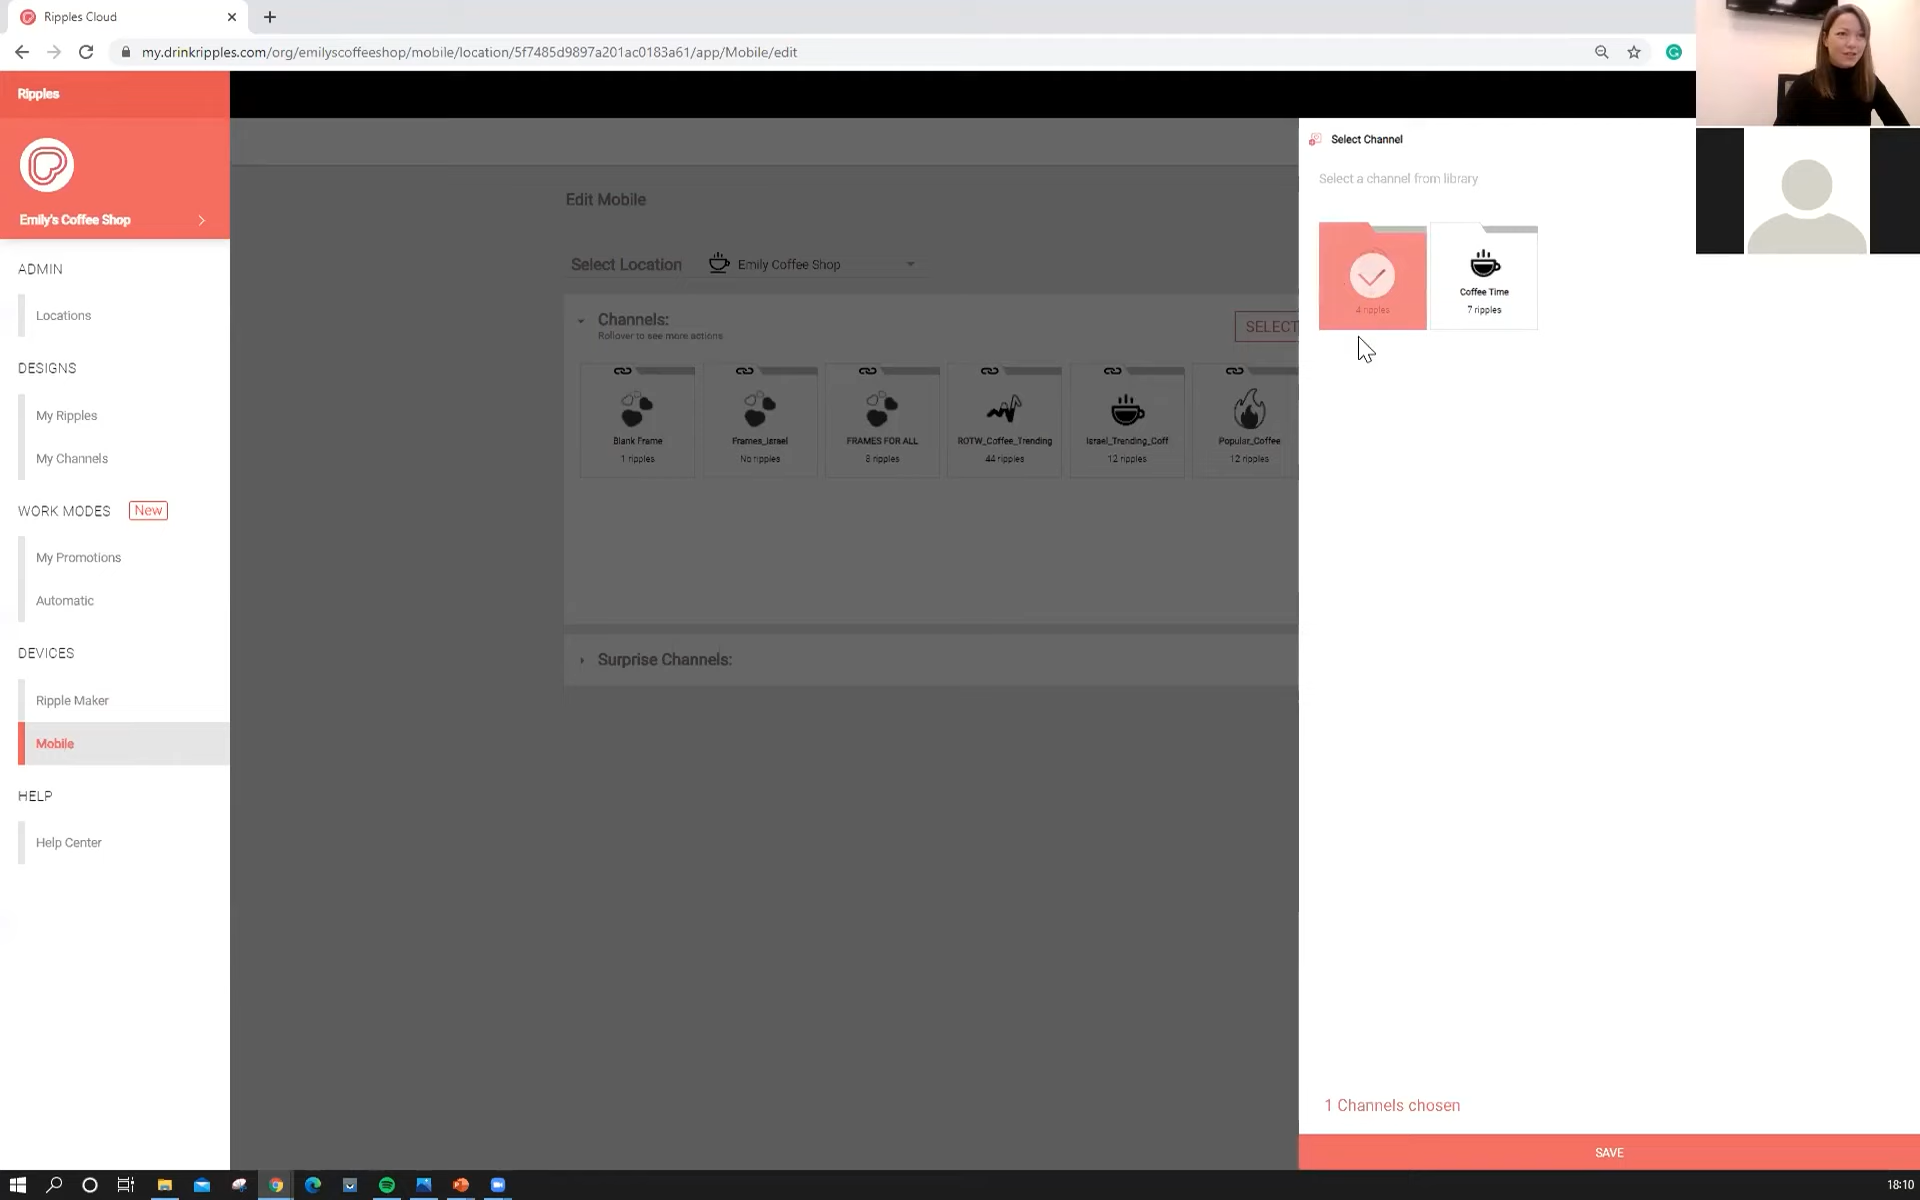 Ripples Cloud
my.drinkripples.com/org/emilyscoffeeshop/mobile/location/5f7485d9897a201ac0183a61/app/Mobile/edit
Ripples
Emily's Coffee Shop
ADMIN
Locations
DESIGNS
My Ripples
My Channels
WORK MODES New
My Promotions
Automatic
DEVICES
Ripple Maker
Mobile
HELP
Help Center
Edit Mobile
Select Location Emily Coffee Shop
Channels:
Rollover to see more actions
SELECT
Blank Frame
1 ripples
Frames_Israel
No ripples
FRAMES FOR ALL
8 ripples
ROTW_Coffee_Trending
44 ripples
Israel_Trending_Coff
12 ripples
Popular_Coffee
12 ripples
Surprise Channels:
Select Channel
Select a channel from library
4 ripples
Coffee Time
7 ripples
1 Channels chosen
SAVE
18:10